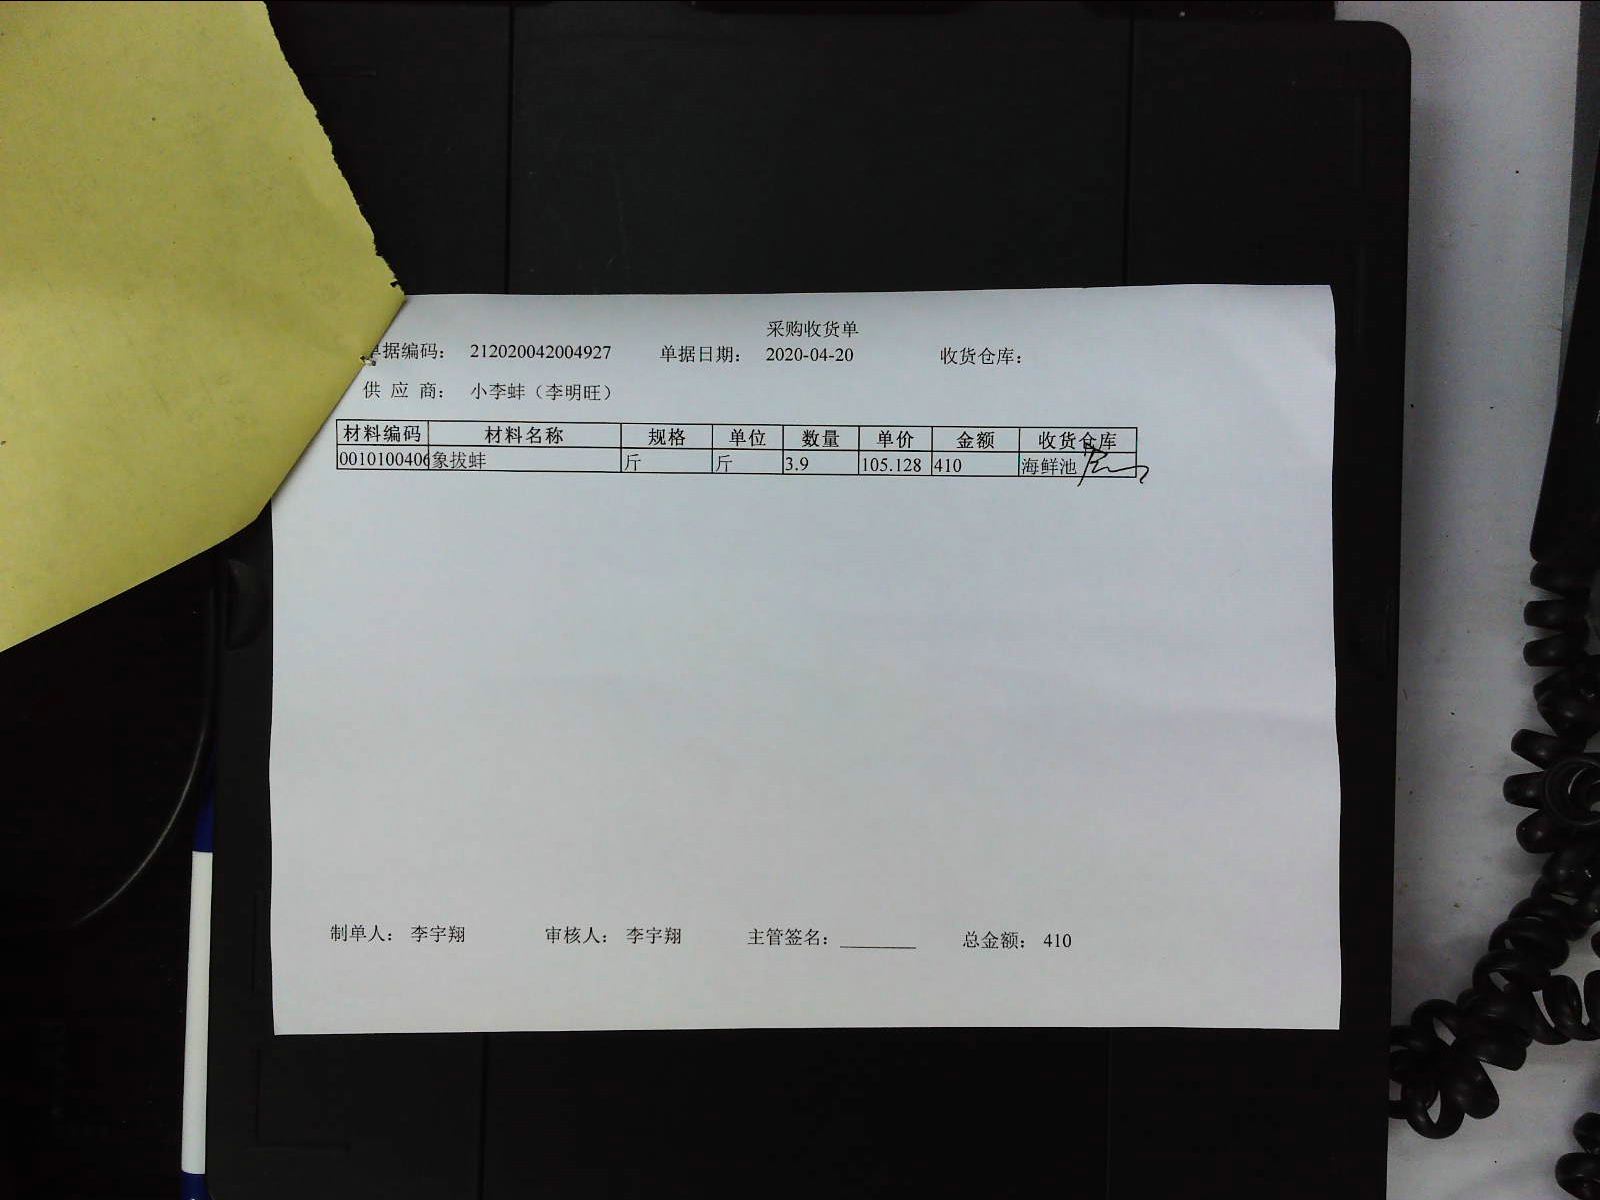 采购收货单
单据编码： 212020042004927 单据日期： 2020-04-20 收货仓库：
供 应 商： 小李蚌（李明旺）
材料编码 材料名称 规格 单位 数量 单价 金额 收货仓库
0010100406 象拔蚌 斤 斤 3.9 105.128 410 海鲜池
制单人： 李宇翔 审核人： 李宇翔 主管签名： 总金额： 410